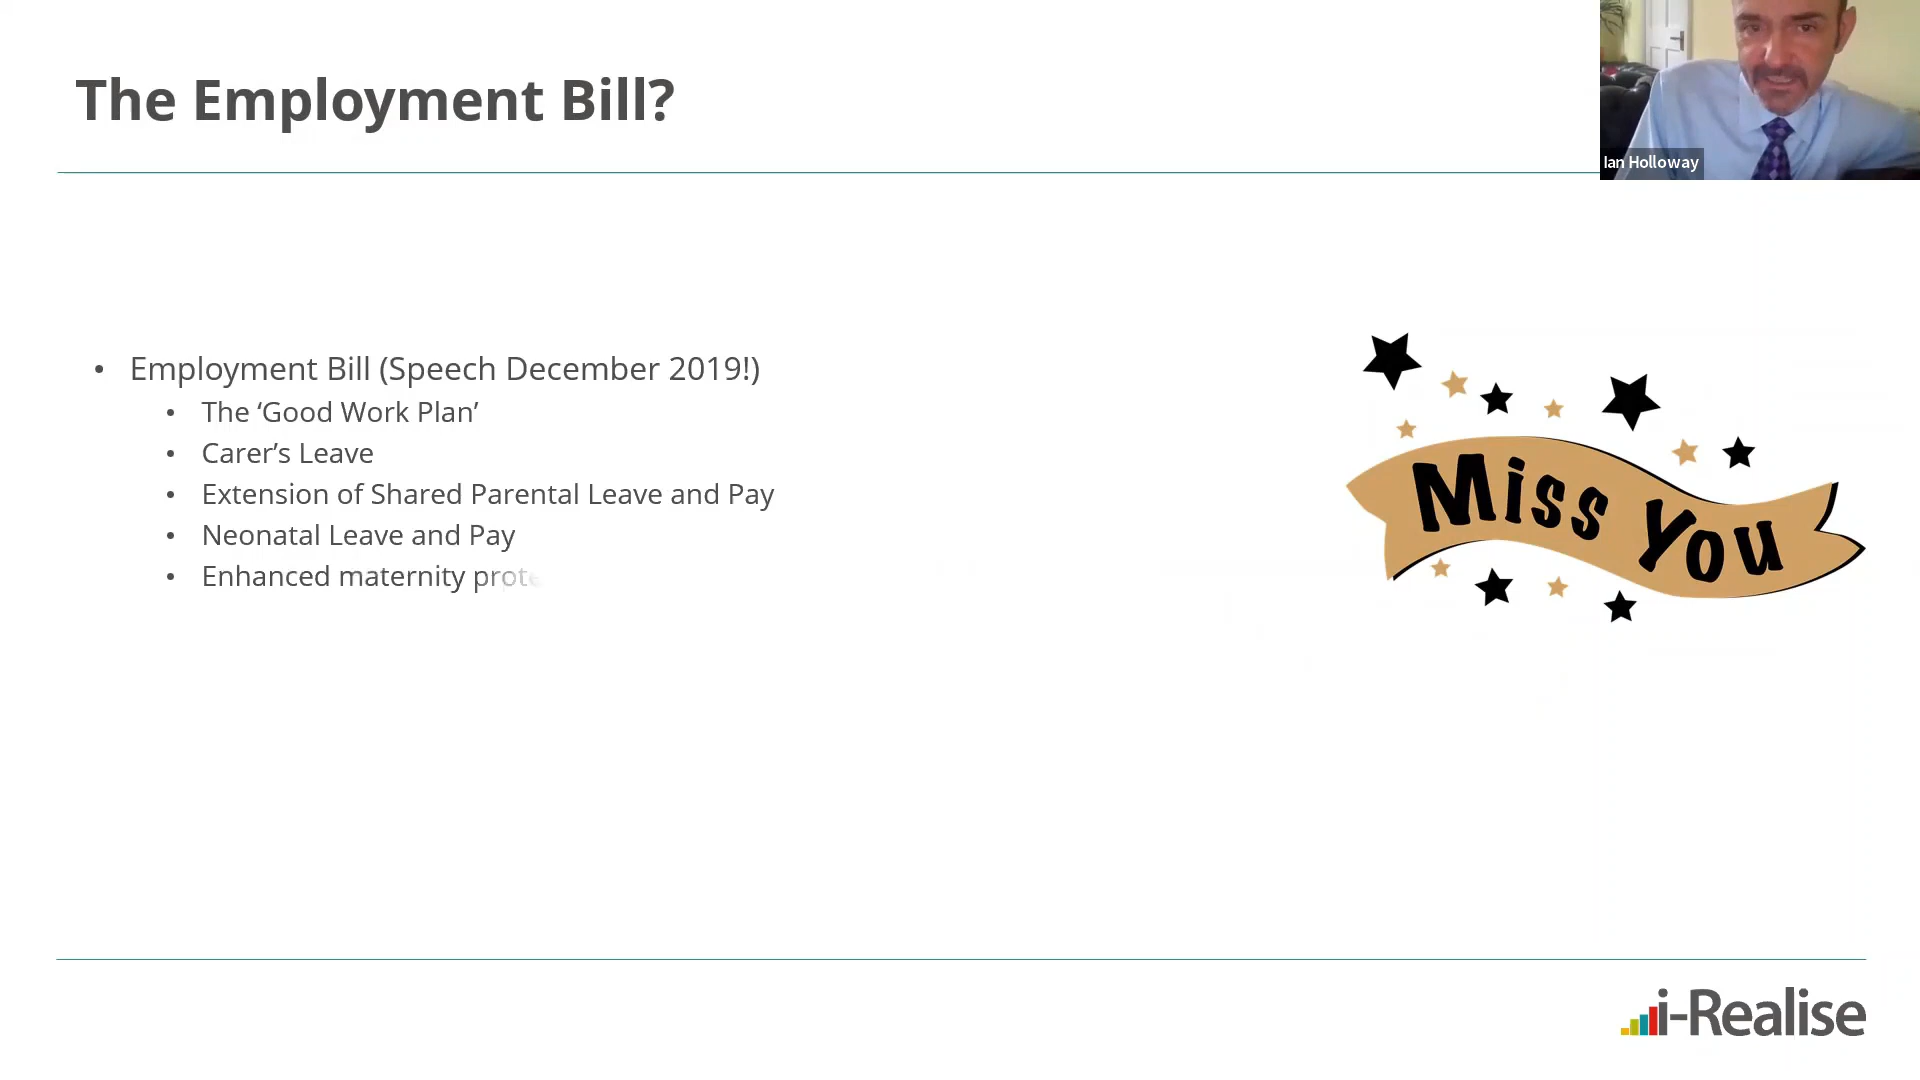 The Employment Bill?
Ian Holloway
• Employment Bill (Speech December 2019!)
• The ‘Good Work Plan’
• Carer’s Leave
• Extension of Shared Parental Leave and Pay
• Neonatal Leave and Pay
• Enhanced maternity
Miss You
i-Realise